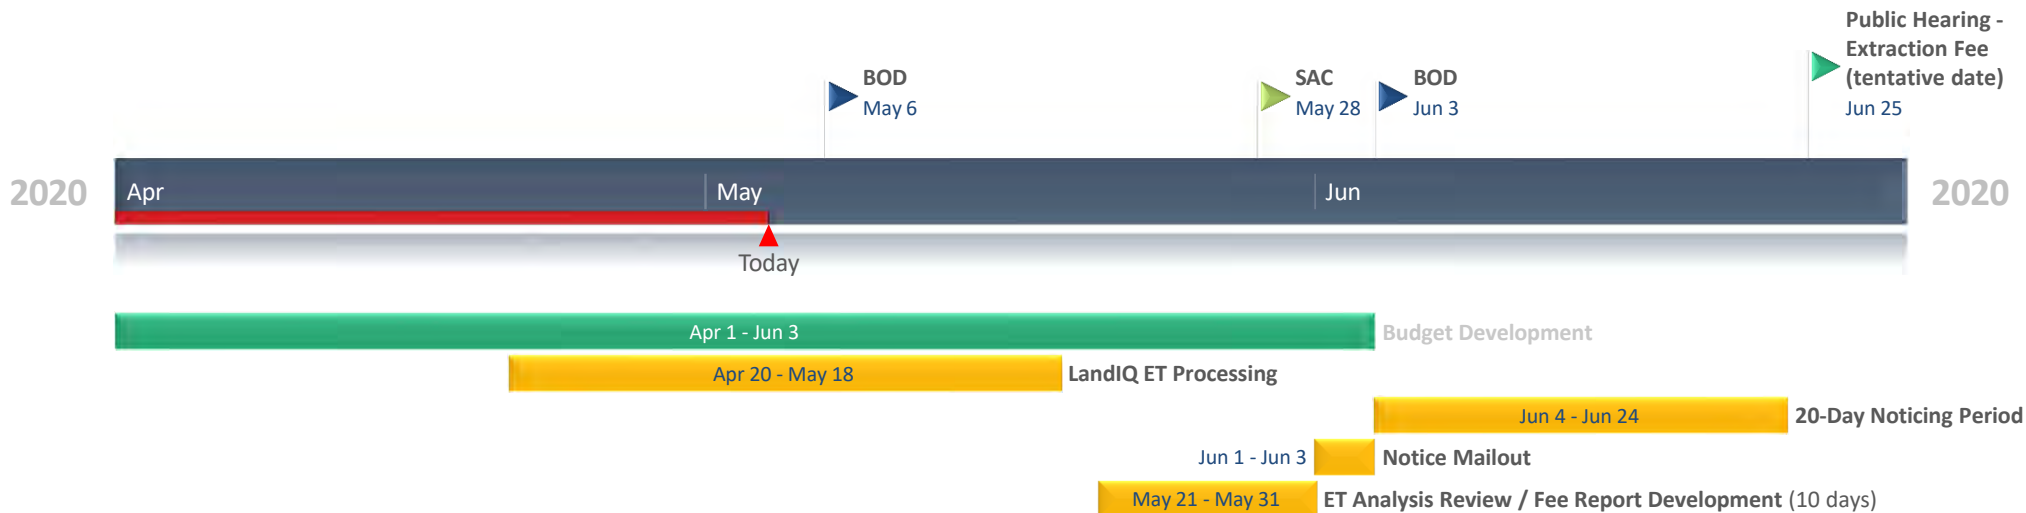 Public Hearing -
Extraction Fee
(tentative date)
Jun 25
BOD
May 6
SAC
May 28
BOD
Jun 3
2020
Apr
May
Jun
2020
Today
Apr 1 - Jun 3
Budget Development
Apr 20 - May 18
LandIQ ET Processing
Jun 4 - Jun 24
20-Day Noticing Period
Jun 1 - Jun 3
Notice Mailout
May 21 - May 31
ET Analysis Review / Fee Report Development (10 days)